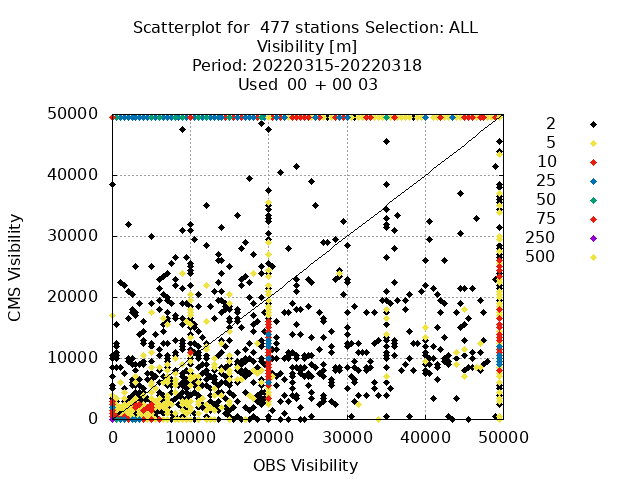 Scatterplot for  477 stations Selection: ALL
Visibility [m]
Period: 20220315-20220318
Used  00 + 00 03
50000
40000
30000
20000
10000
0
CMS Visibility
0 10000 20000 30000 40000 50000
OBS Visibility
2
5
10
25
50
75
250
500